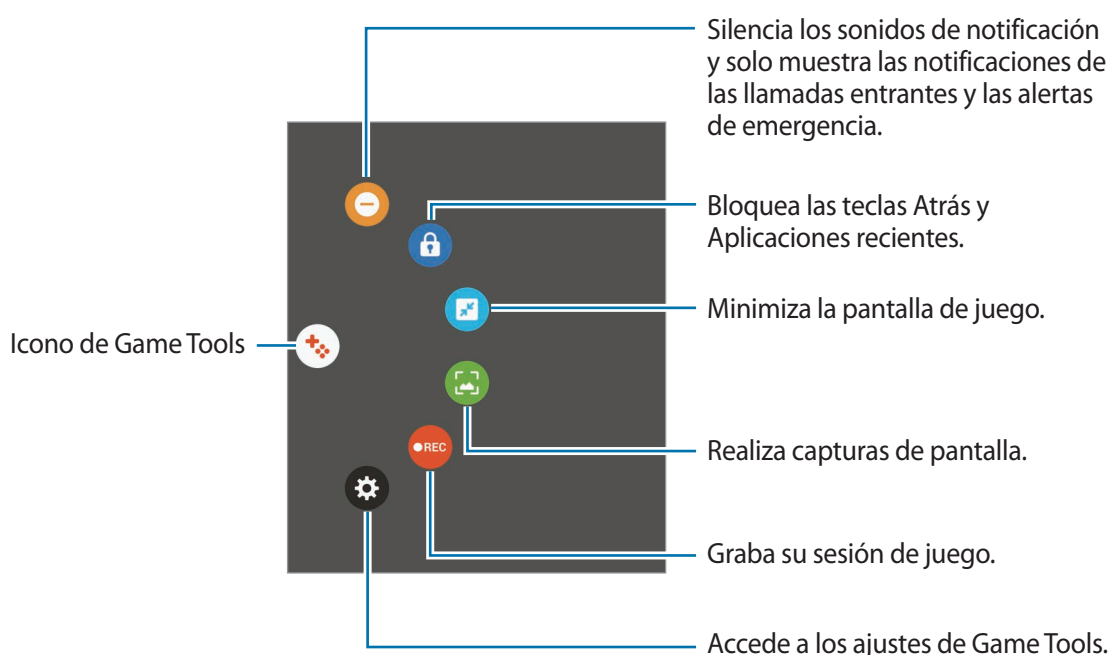 Silencia los sonidos de notificación
y solo muestra las notificaciones de
las llamadas entrantes y las alertas
de emergencia.
Bloquea las teclas Atrás y
Aplicaciones recientes.
Minimiza la pantalla de juego.
Icono de Game Tools
REC
Realiza capturas de pantalla.
Graba su sesión de juego.
Accede a los ajustes de Game Tools.